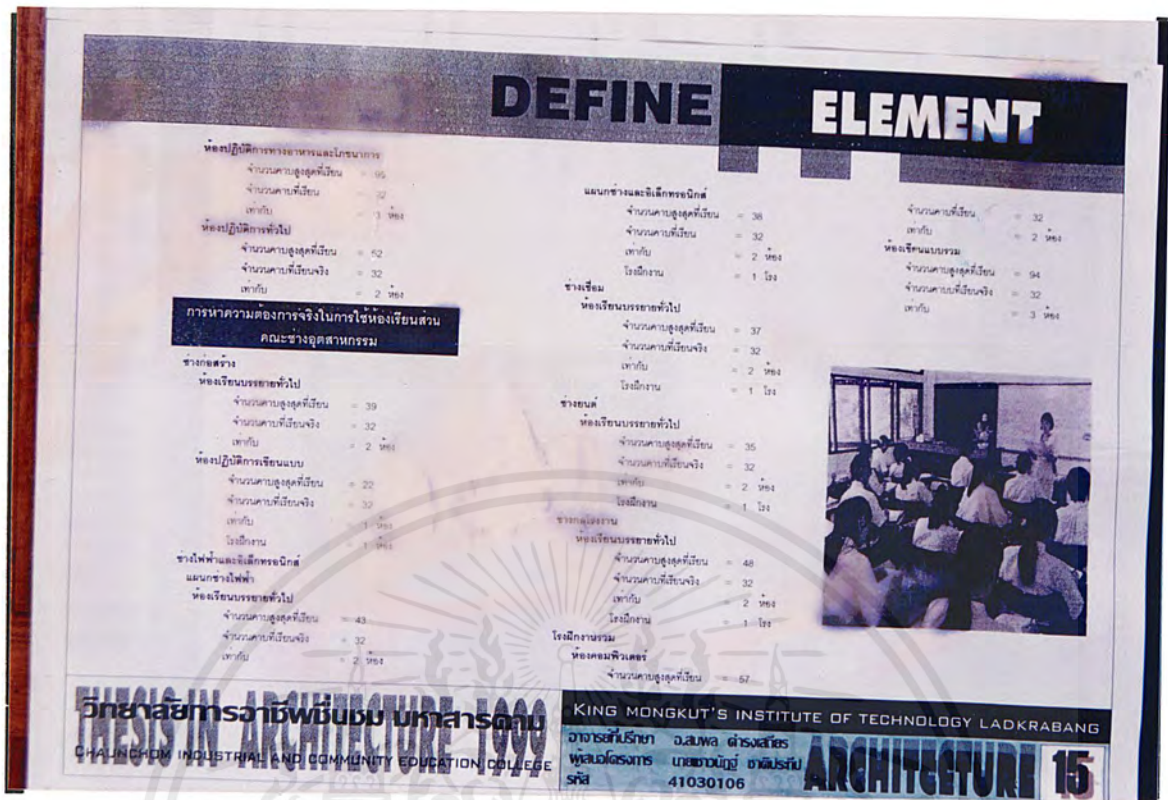 DEFINE ELEMENT
ห้องปฏิบัติการทางอาหารและโภชนาการ
จำนวนคาบสูงสุดที่เรียน = 95
จำนวนคาบที่เรียน = 32
เท่ากับ = 3 ห้อง
ห้องปฏิบัติการทั่วไป
จำนวนคาบสูงสุดที่เรียน = 52
จำนวนคาบที่เรียนจริง = 32
เท่ากับ = 2 ห้อง
การหาความต้องการจริงในการใช้ห้องเรียนส่วน
คณะช่างอุตสาหกรรม
ช่างก่อสร้าง
ห้องเรียนบรรยายทั่วไป
จำนวนคาบสูงสุดที่เรียน = 39
จำนวนคาบที่เรียนจริง = 32
เท่ากับ = 2 ห้อง
ห้องปฏิบัติการเขียนแบบ
จำนวนคาบสูงสุดที่เรียน = 22
จำนวนคาบที่เรียนจริง = 32
เท่ากับ = 1 ห้อง
โรงฝึกงาน = 1 ห้อง
ช่างไฟฟ้าและอิเล็กทรอนิกส์
แผนกช่างไฟฟ้า
ห้องเรียนบรรยายทั่วไป
จำนวนคาบสูงสุดที่เรียน = 43
จำนวนคาบที่เรียนจริง = 32
เท่ากับ = 2 ห้อง
แผนกช่างและอิเล็กทรอนิกส์
จำนวนคาบสูงสุดที่เรียน = 38
จำนวนคาบที่เรียน = 32
เท่ากับ = 2 ห้อง
โรงฝึกงาน = 1 โรง
ช่างเชื่อม
ห้องเรียนบรรยายทั่วไป
จำนวนคาบสูงสุดที่เรียน = 37
จำนวนคาบที่เรียนจริง = 32
เท่ากับ = 2 ห้อง
โรงฝึกงาน = 1 โรง
ช่างยนต์
ห้องเรียนบรรยายทั่วไป
จำนวนคาบสูงสุดที่เรียน = 35
จำนวนคาบที่เรียนจริง = 32
เท่ากับ = 2 ห้อง
โรงฝึกงาน = 1 โรง
ช่างกลโรงงาน
ห้องเรียนบรรยายทั่วไป
จำนวนคาบสูงสุดที่เรียน = 48
จำนวนคาบที่เรียนจริง = 32
เท่ากับ = 2 ห้อง
โรงฝึกงาน = 1 โรง
โรงฝึกงานรวม
ห้องคอมพิวเตอร์
จำนวนคาบสูงสุดที่เรียน = 57
จำนวนคาบที่เรียน = 32
เท่ากับ = 2 ห้อง
ห้องเขียนแบบรวม
จำนวนคาบสูงสุดที่เรียน = 94
จำนวนคาบบที่เรียนจริง = 32
เท่ากับ = 3 ห้อง
THESIS IN ARCHITECTURE 1999
วิทยาลัยการอาชีพชื่นชม มหาสารคาม
CHAUNCHOM INDUSTRIAL AND COMMUNITY EDUCATION COLLEGE
KING MONGKUT'S INSTITUTE OF TECHNOLOGY LADKRABANG
อาจารย์ที่ปรึกษา อ.สมพล ดำรงเสถียร
ผู้เสนอโครงการ ชาติประทีป
รหัส 41030106
ARCHITCETURE 15